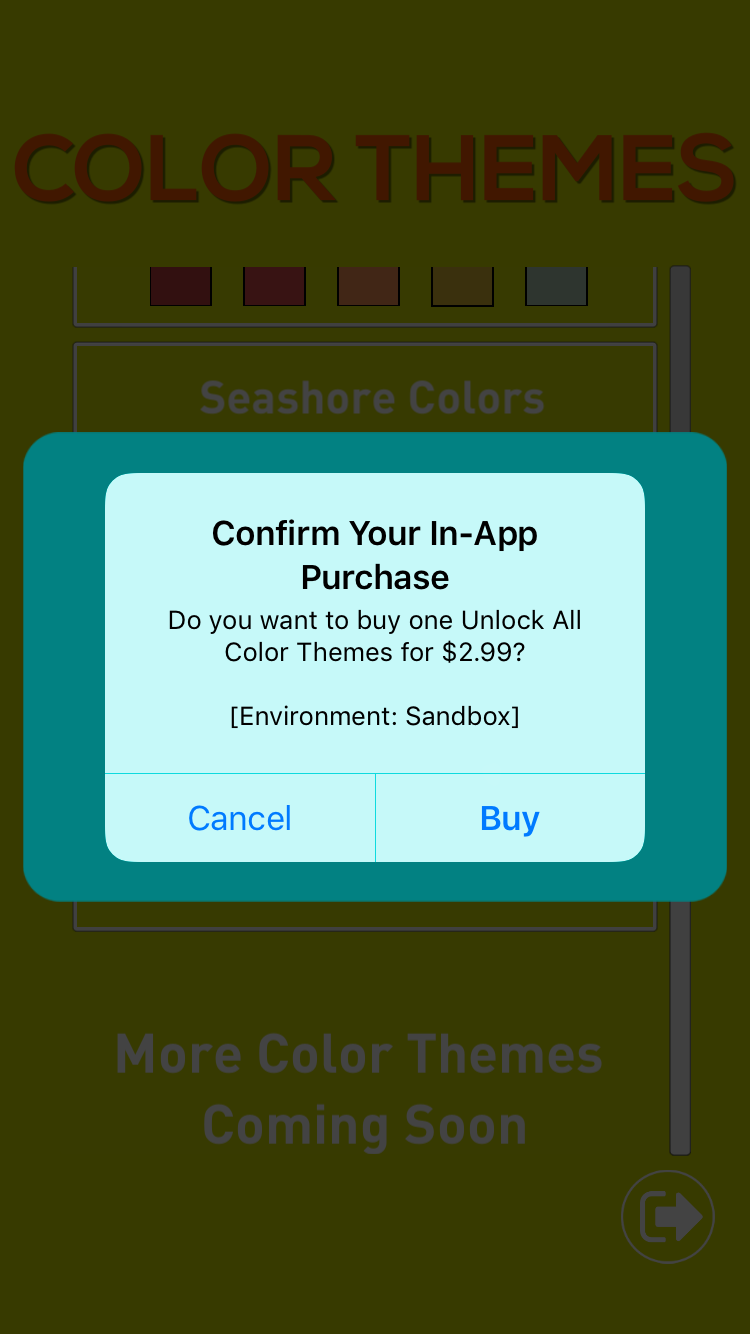 COLOR THEMES
Seashore Colors
Confirm Your In-App
Purchase
Do you want to buy one Unlock All
Color Themes for $2.99?
[Environment: Sandbox]
Cancel
Buy
More Color Themes
Coming Soon